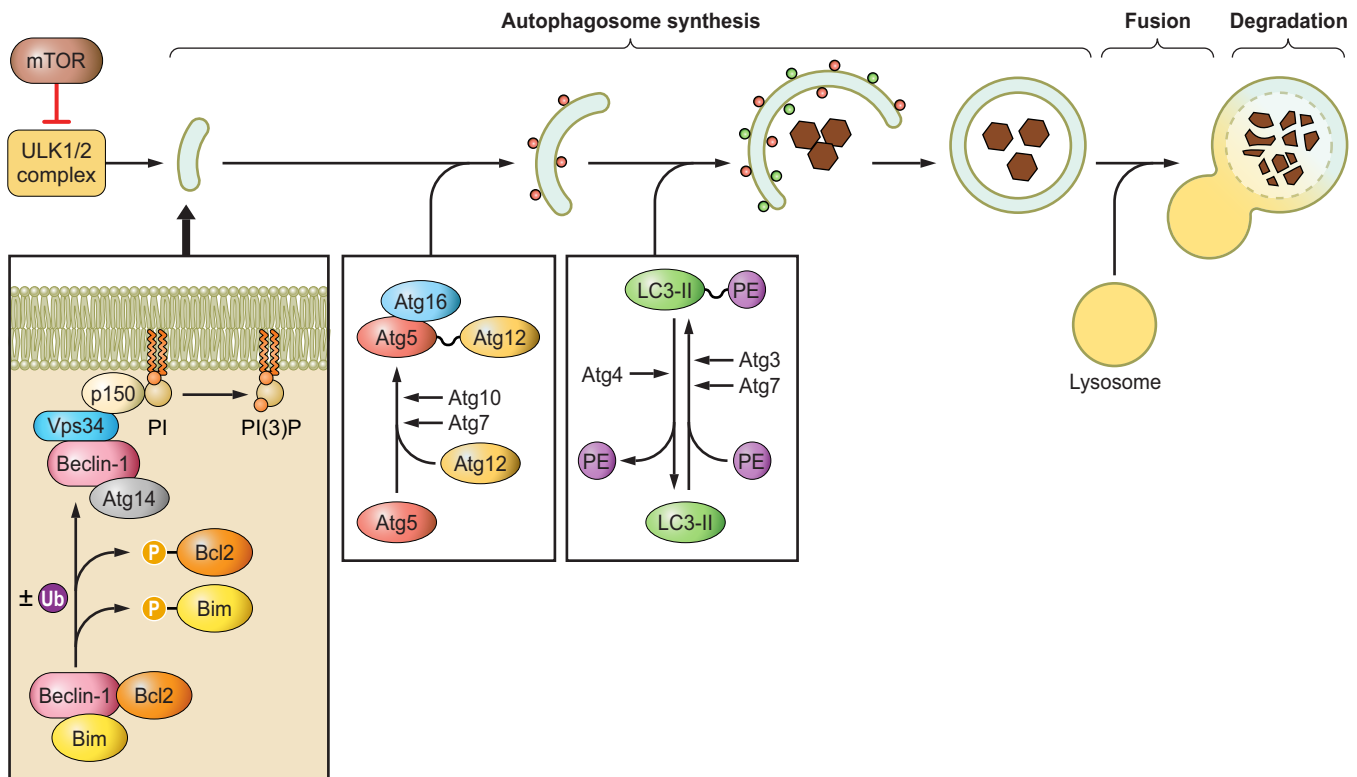 Autophagosome synthesis
Fusion
Degradation
mTOR
ULK1/2
complex
p150
PI
PI(3)P
Vps34
Beclin-1
Atg14
P
Bcl2
± Ub
P
Bim
Beclin-1
Bcl2
Bim
Atg16
Atg5
Atg12
Atg10
Atg7
Atg12
Atg5
LC3-II
PE
Atg4
Atg3
Atg7
PE
PE
LC3-II
Lysosome